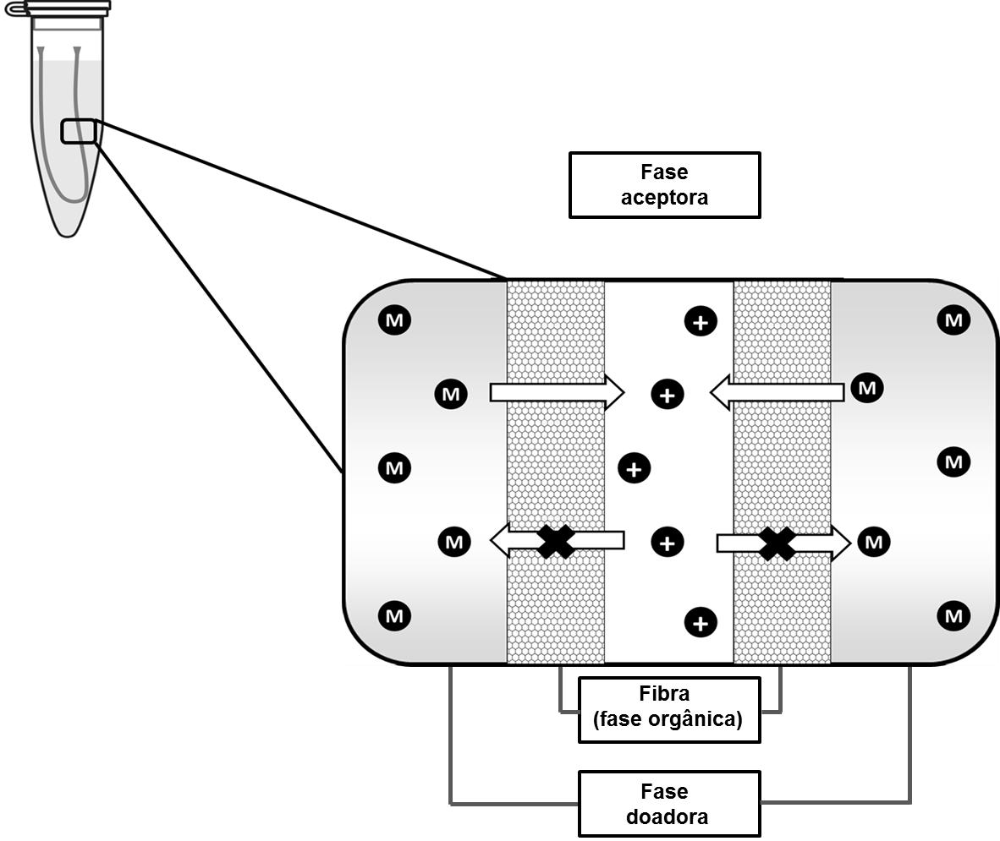 Fase
aceptora
M
+
M
M
+
M
M
+
M
M
+
M
M
+
M
Fibra
(fase orgânica)
Fase
doadora